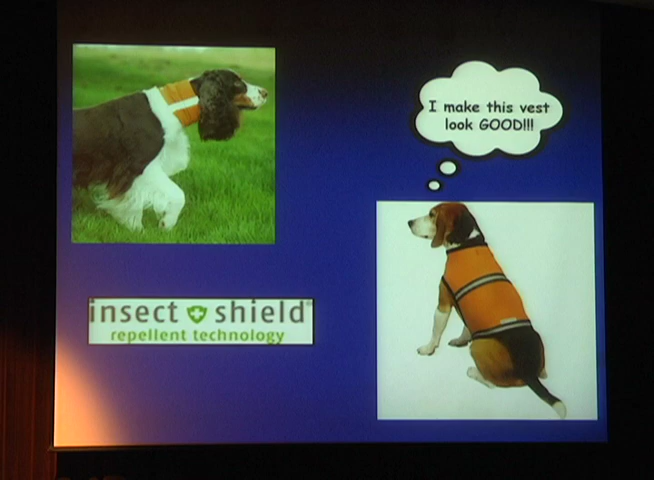 I make this vest
look GOOD!!!
insect shield®
repellent technology